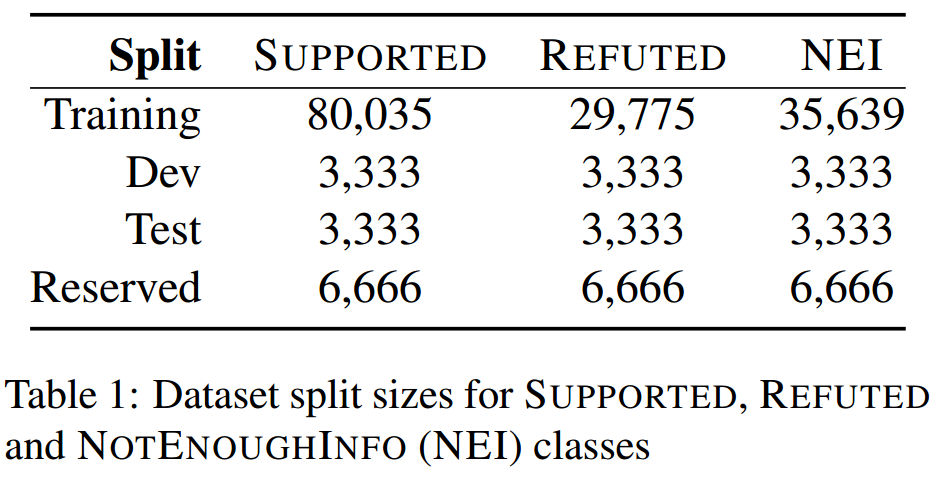 Split SUPPORTED REFUTED NEI
Training 80,035 29,775 35,639
Dev 3,333 3,333 3,333
Test 3,333 3,333 3,333
Reserved 6,666 6,666 6,666
Table 1: Dataset split sizes for SUPPORTED, REFUTED
and NOTENOUGHINFO (NEI) classes